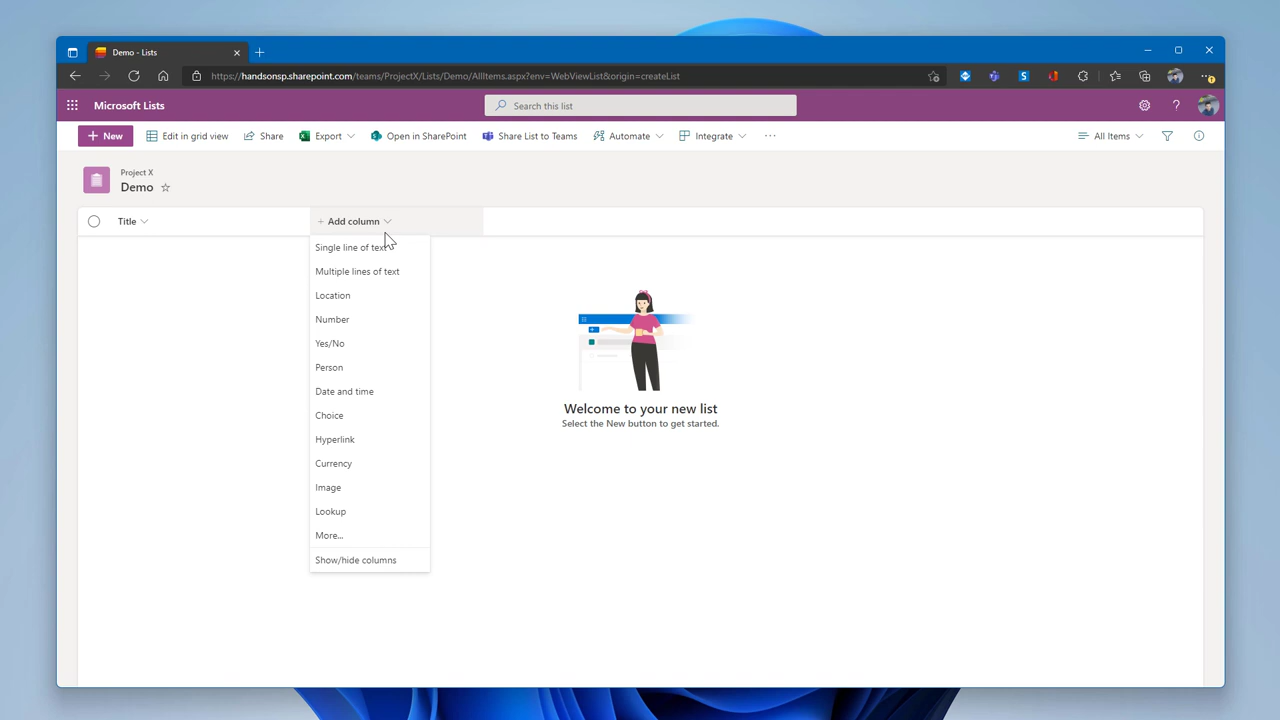 Demo - Lists
https://handsonsp.sharepoint.com/teams/ProjectX/Lists/Demo/AllItems.aspx?env=WebViewList&origin=createList
Microsoft Lists
Search this list
+ New
Edit in grid view
Share
Export
Open in SharePoint
Share List to Teams
Automate
Integrate
All Items
Project X
Demo
Title
+ Add column
Single line of text
Multiple lines of text
Location
Number
Yes/No
Person
Date and time
Choice
Hyperlink
Currency
Image
Lookup
More...
Show/hide columns
Welcome to your new list
Select the New button to get started.